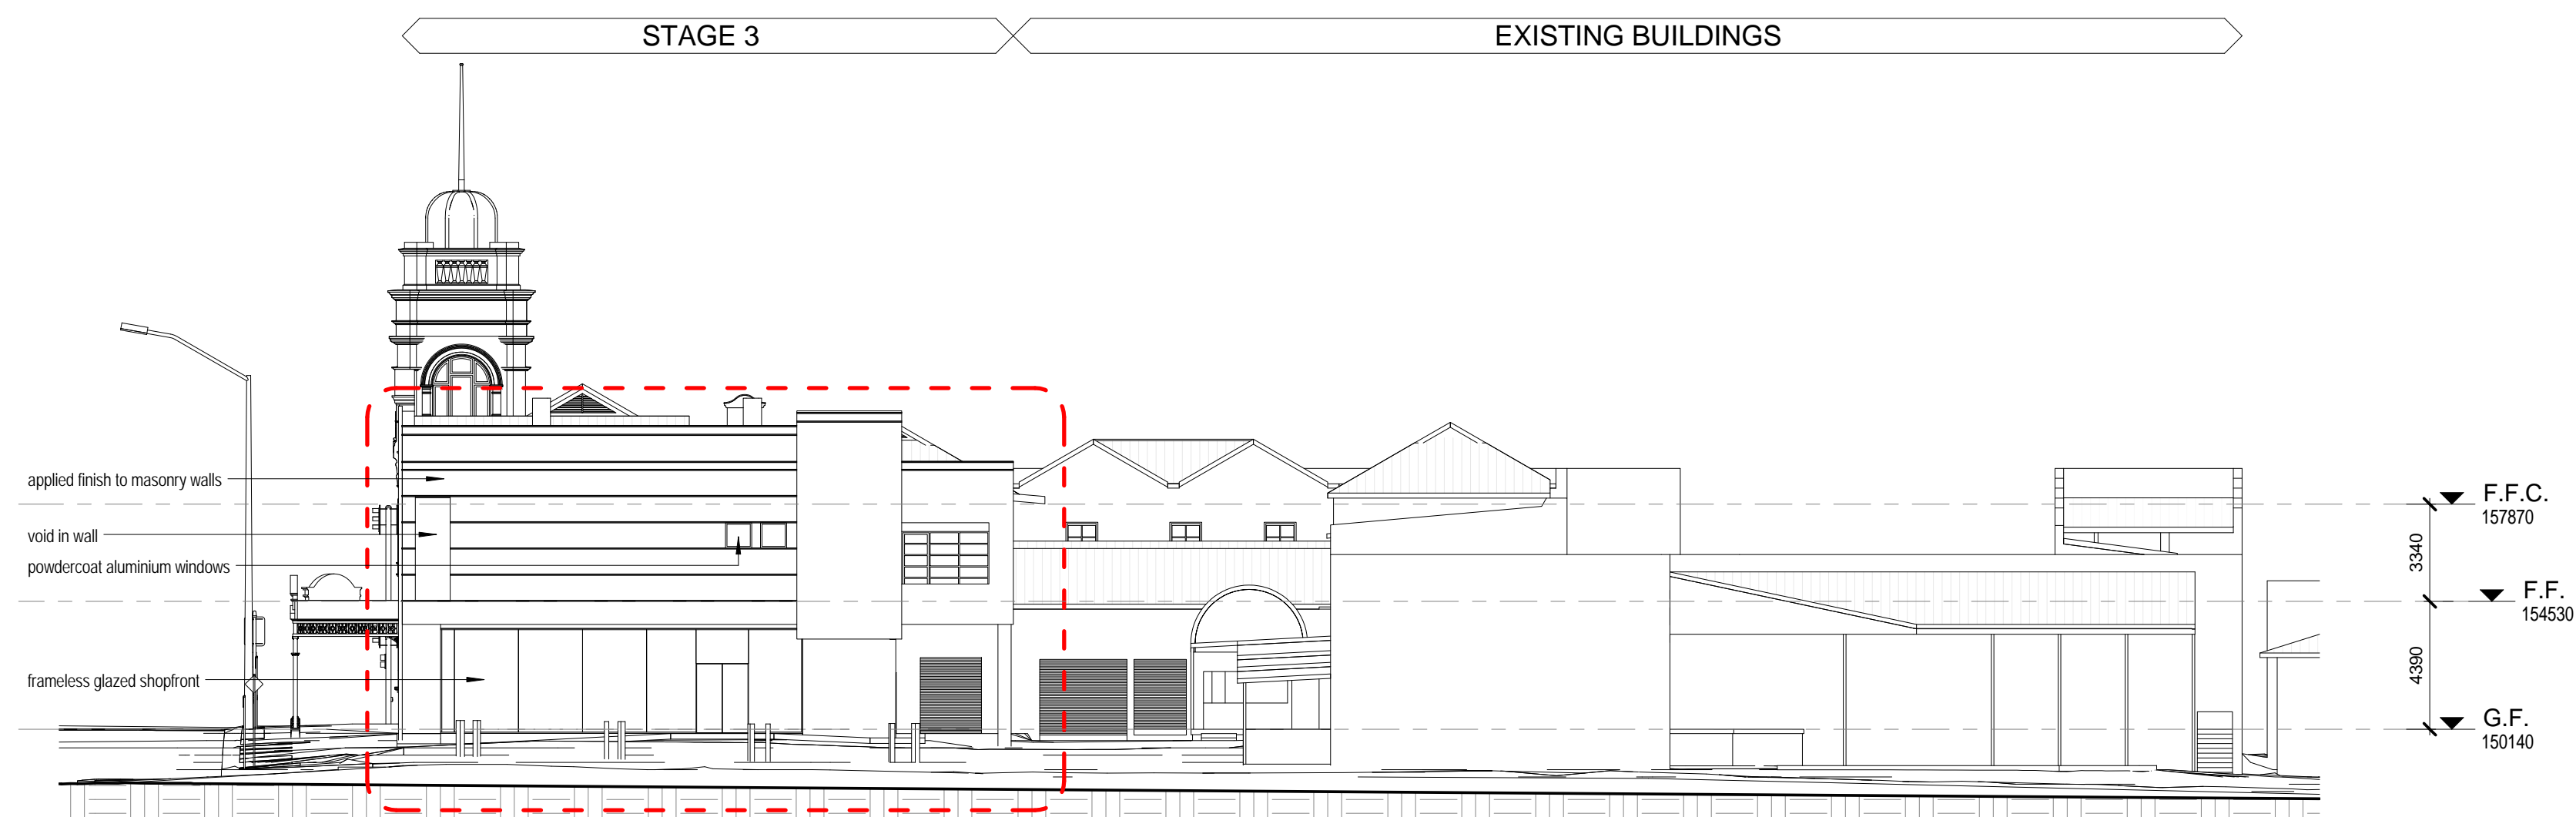 STAGE 3
EXISTING BUILDINGS
applied finish to masonry walls
void in wall
powdercoat aluminium windows
frameless glazed shopfront
F.F.C.
157870
3340
F.F.
154530
4390
G.F.
150140